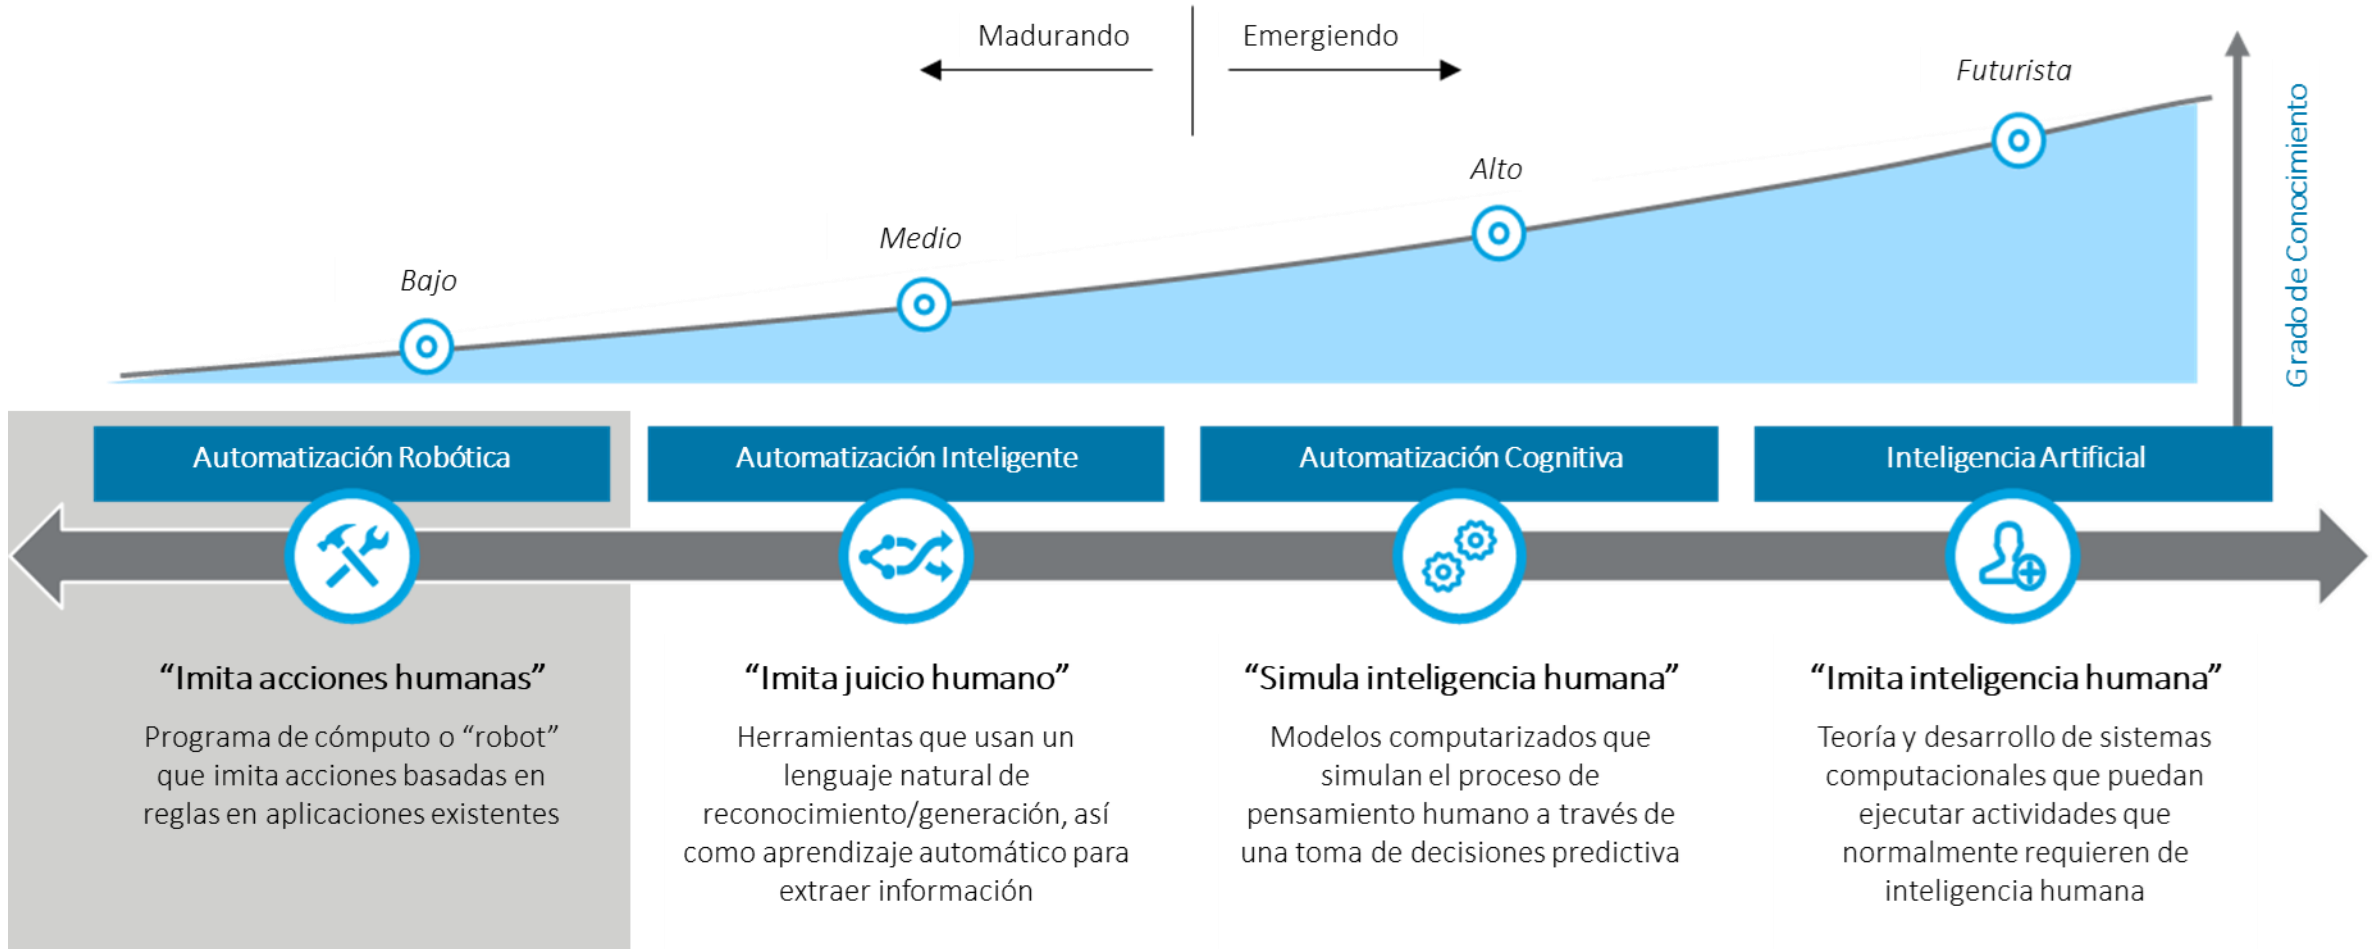 Madurando
Emergiendo
Futurista
Alto
Medio
Bajo
Grado de Conocimiento
Automatización Robótica
Automatización Inteligente
Automatización Cognitiva
Inteligencia Artificial
“Imita acciones humanas”
Programa de cómputo o “robot”
que imita acciones basadas en
reglas en aplicaciones existentes
“Imita juicio humano”
Herramientas que usan un
lenguaje natural de
reconocimiento/generación, así
como aprendizaje automático para
extraer información
“Simula inteligencia humana”
Modelos computarizados que
simulan el proceso de
pensamiento humano a través de
una toma de decisiones predictiva
“Imita inteligencia humana”
Teoría y desarrollo de sistemas
computacionales que puedan
ejecutar actividades que
normalmente requieren de
inteligencia humana